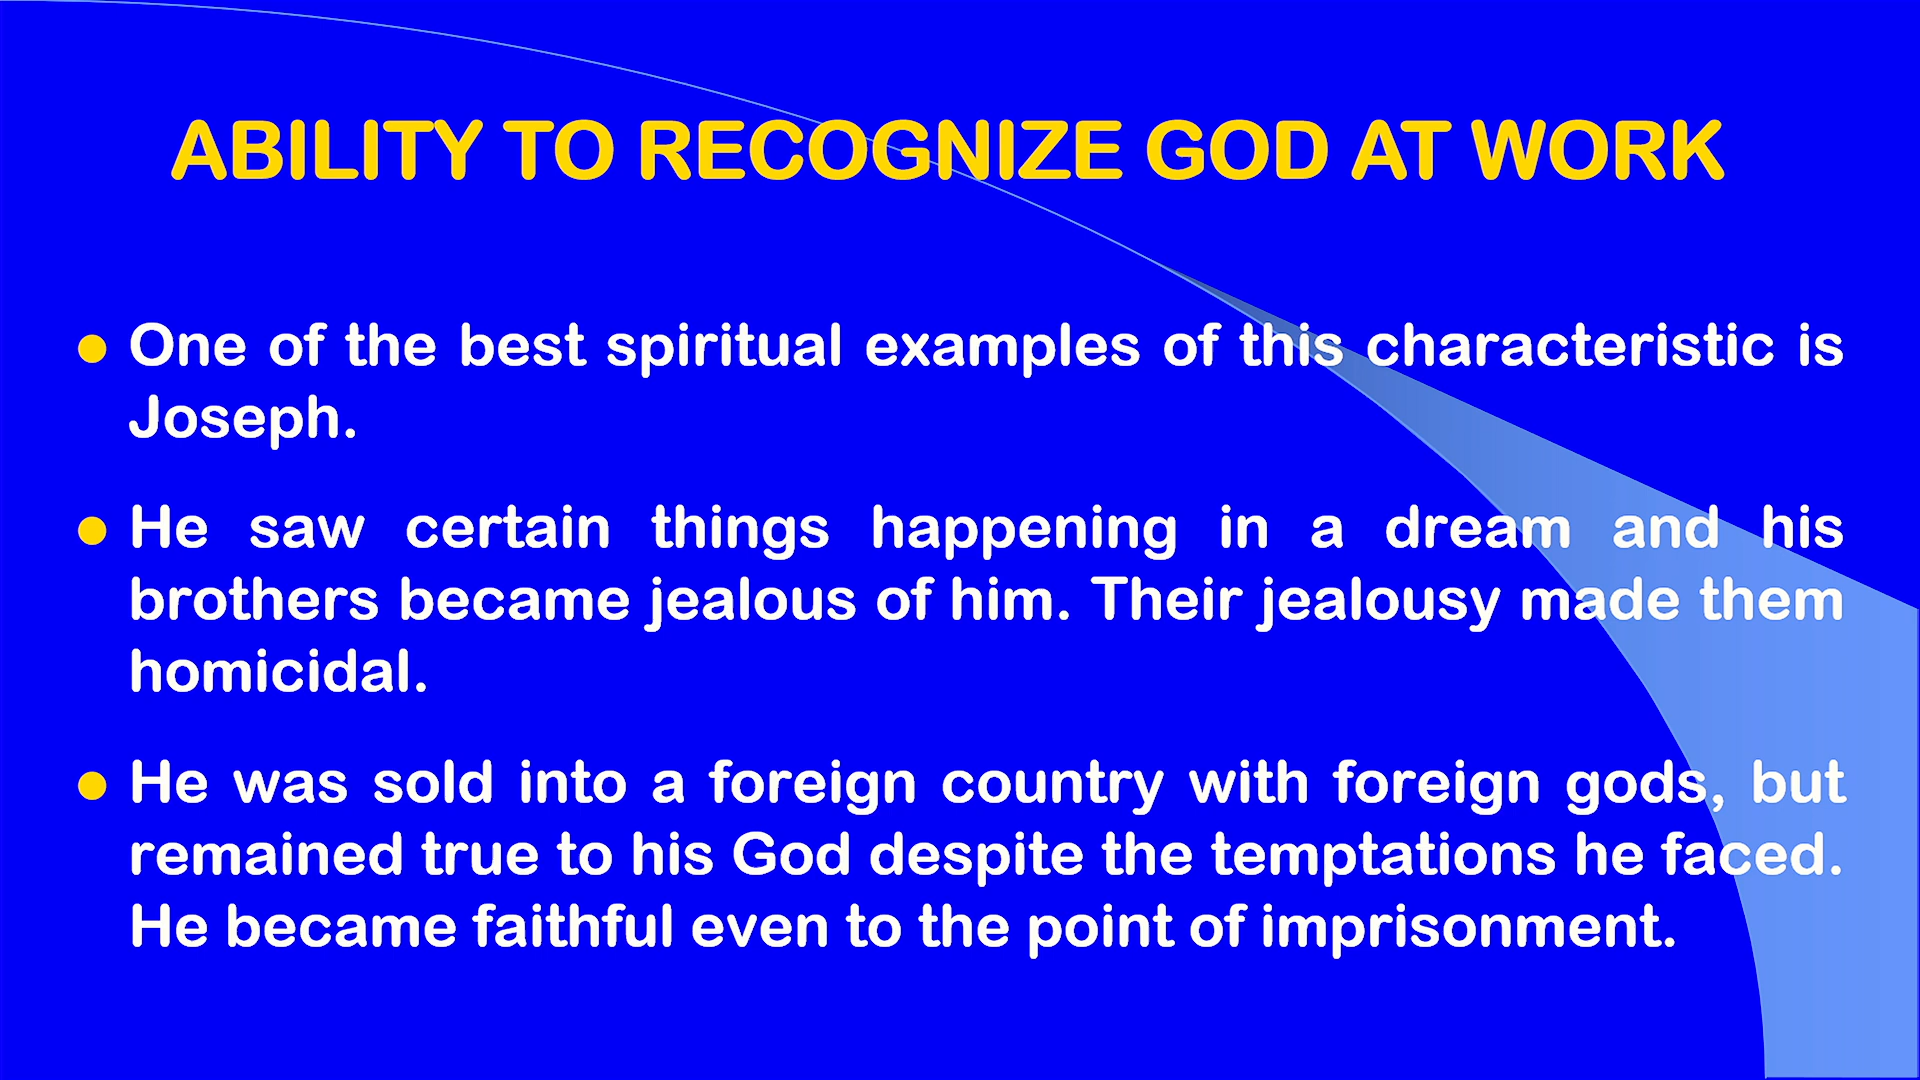 ABILITY TO RECOGNIZE GOD AT WORK
● One of the best spiritual examples of this characteristic is
Joseph.
● He saw certain things happening in a dream and his
brothers became jealous of him. Their jealousy made them
homicidal.
● He was sold into a foreign country with foreign gods, but
remained true to his God despite the temptations he faced.
He became faithful even to the point of imprisonment.